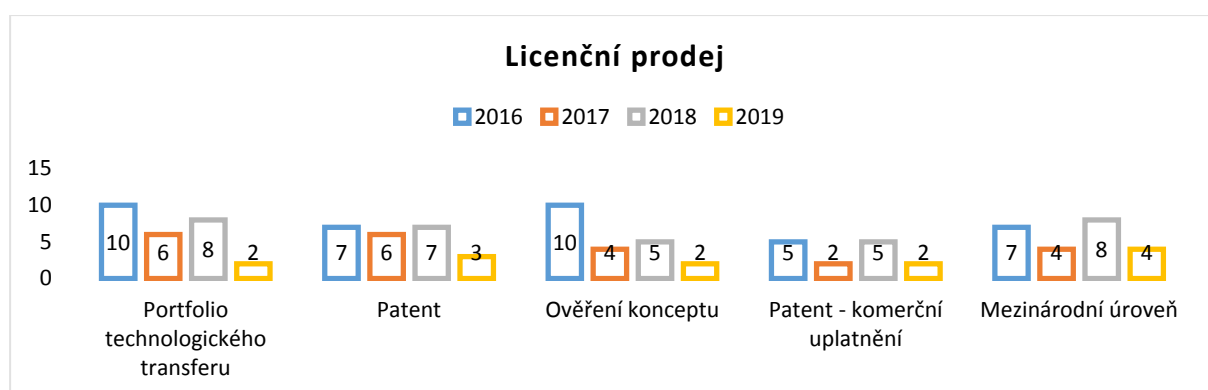 Licenční prodej
2016 2017 2018 2019
15
10
5
0
10 6 8 2 7 6 7 3 10 4 5 2 5 2 5 2 7 4 8 4
Portfolio technologického transferu
Patent
Ověření konceptu
Patent - komerční uplatnění
Mezinárodní úroveň